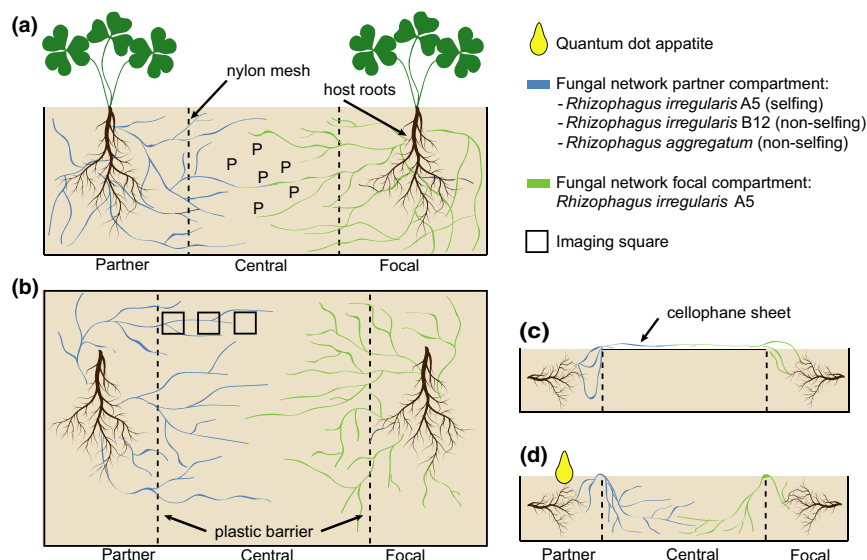 (a)
nylon mesh
host roots
P
P
P
P
P
P
Partner
Central
Focal
Quantum dot appatite
Fungal network partner compartment:
- Rhizophagus irregularis A5 (selfing)
- Rhizophagus irregularis B12 (non-selfing)
- Rhizophagus aggregatum (non-selfing)
Fungal network focal compartment:
Rhizophagus irregularis A5
Imaging square
(b)
plastic barrier
Partner
Central
Focal
(c)
cellophane sheet
(d)
Partner
Central
Focal